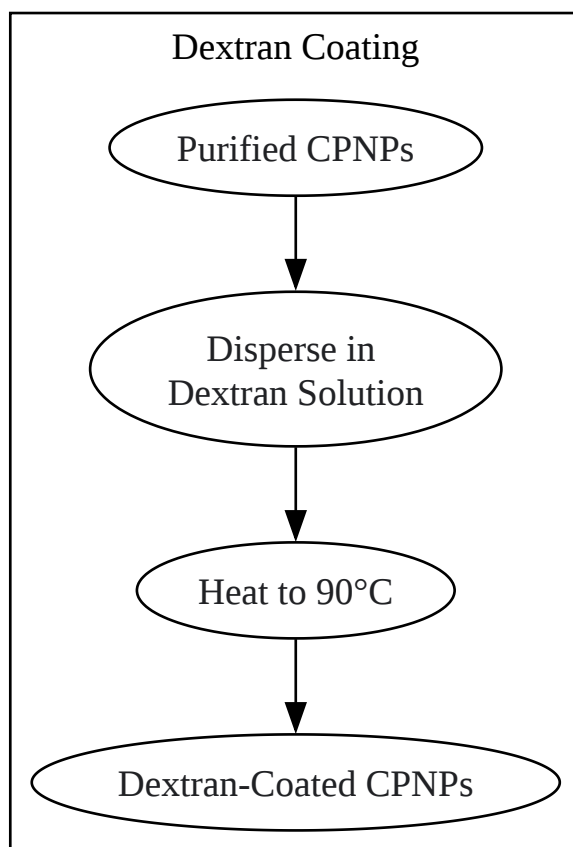 Dextran Coating
Purified CPNPs
Disperse in
Dextran Solution
Heat to 90°C
Dextran-Coated CPNPs